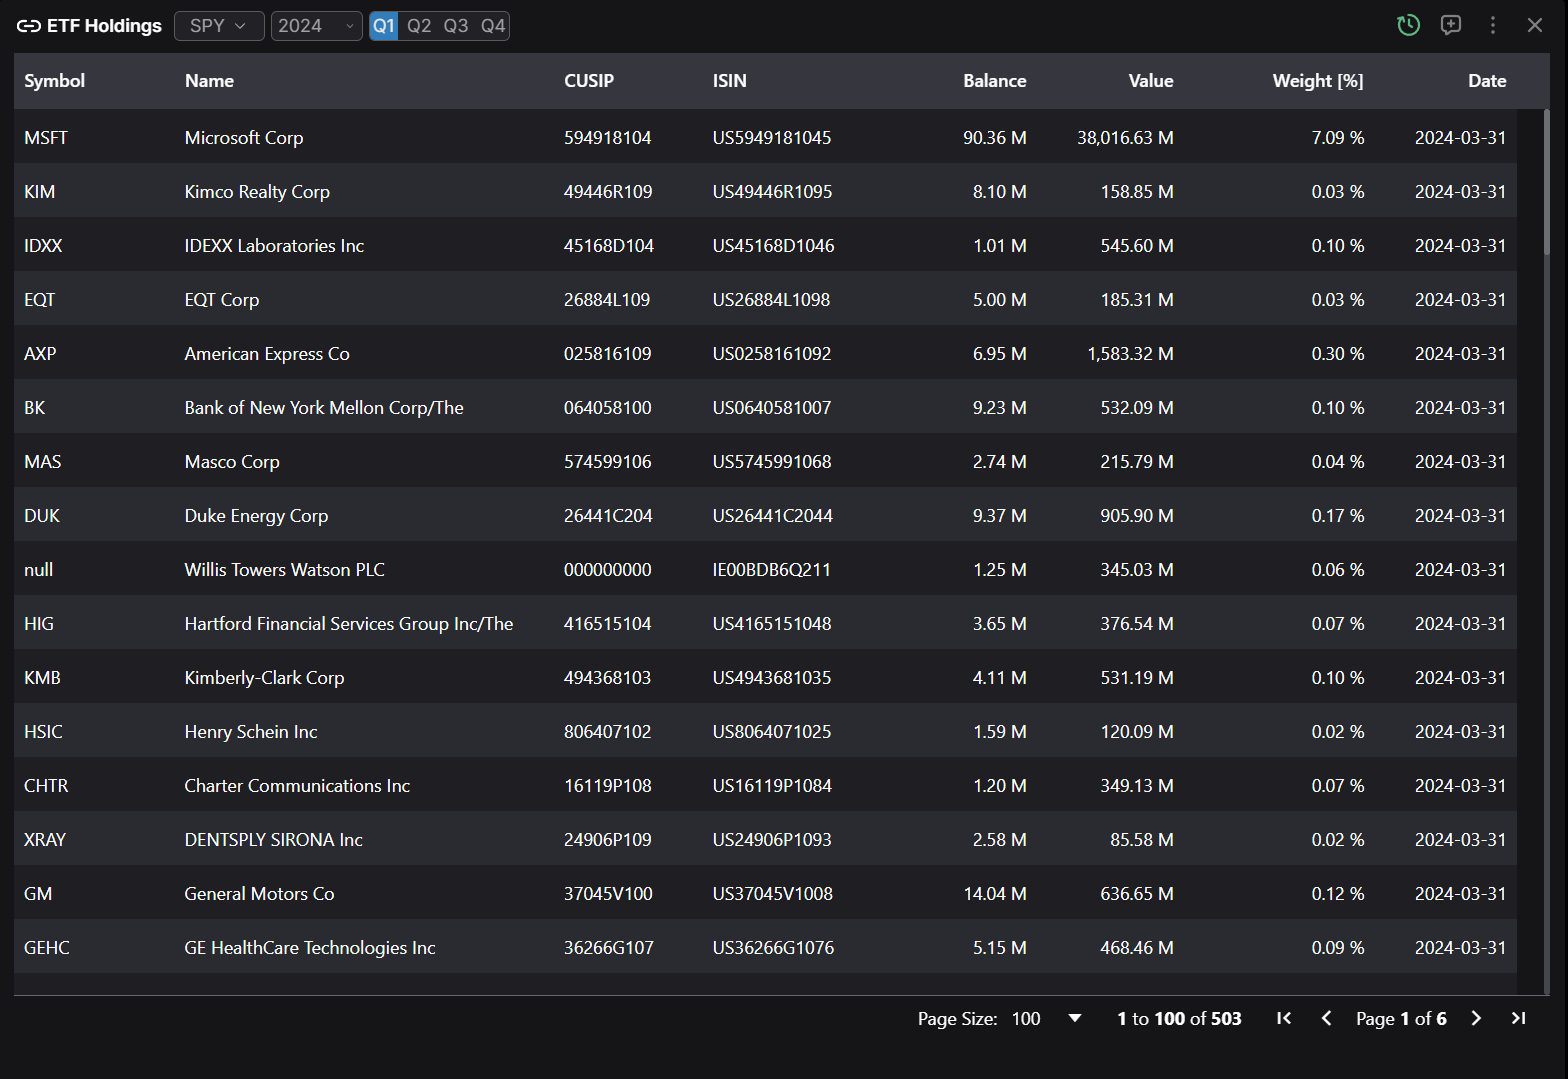 ETF Holdings SPY 2024 Q1 Q2 Q3 Q4
Symbol Name CUSIP ISIN Balance Value Weight [%] Date
MSFT Microsoft Corp 594918104 US5949181045 90.36 M 38,016.63 M 7.09 % 2024-03-31
KIM Kimco Realty Corp 49446R109 US49446R1095 8.10 M 158.85 M 0.03 % 2024-03-31
IDXX IDEXX Laboratories Inc 45168D104 US45168D1046 1.01 M 545.60 M 0.10 % 2024-03-31
EQT EQT Corp 26884L109 US26884L1098 5.00 M 185.31 M 0.03 % 2024-03-31
AXP American Express Co 025816109 US0258161092 6.95 M 1,583.32 M 0.30 % 2024-03-31
BK Bank of New York Mellon Corp/The 064058100 US0640581007 9.23 M 532.09 M 0.10 % 2024-03-31
MAS Masco Corp 574599106 US5745991068 2.74 M 215.79 M 0.04 % 2024-03-31
DUK Duke Energy Corp 26441C204 US26441C2044 9.37 M 905.90 M 0.17 % 2024-03-31
null Willis Towers Watson PLC 000000000 IE00BDB6Q211 1.25 M 345.03 M 0.06 % 2024-03-31
HIG Hartford Financial Services Group Inc/The 416515104 US4165151048 3.65 M 376.54 M 0.07 % 2024-03-31
KMB Kimberly-Clark Corp 494368103 US4943681035 4.11 M 531.19 M 0.10 % 2024-03-31
HSIC Henry Schein Inc 806407102 US8064071025 1.59 M 120.09 M 0.02 % 2024-03-31
CHTR Charter Communications Inc 16119P108 US16119P1084 1.20 M 349.13 M 0.07 % 2024-03-31
XRAY DENTSPLY SIRONA Inc 24906P109 US24906P1093 2.58 M 85.58 M 0.02 % 2024-03-31
GM General Motors Co 37045V100 US37045V1008 14.04 M 636.65 M 0.12 % 2024-03-31
GEHC GE HealthCare Technologies Inc 36266G107 US36266G1076 5.15 M 468.46 M 0.09 % 2024-03-31
Page Size: 100 1 to 100 of 503 Page 1 of 6